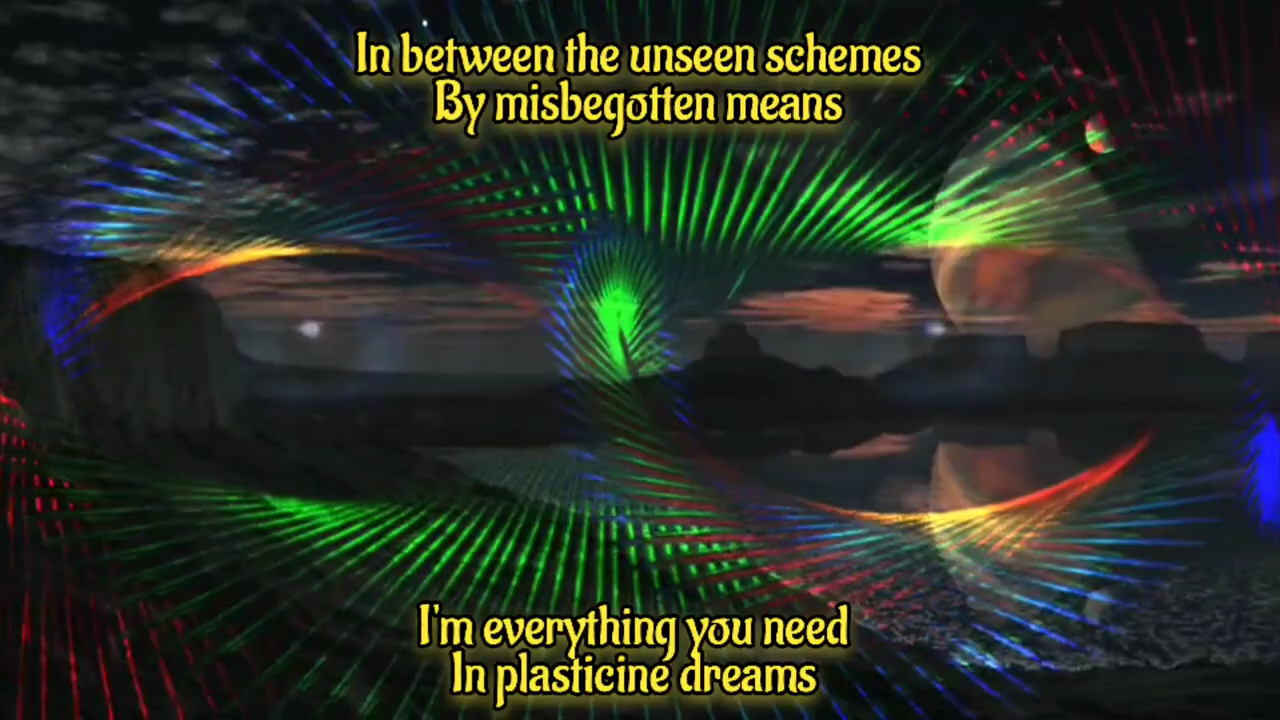 In between the unseen schemes
By misbegotten means
I'm everything you need
In plasticine dreams